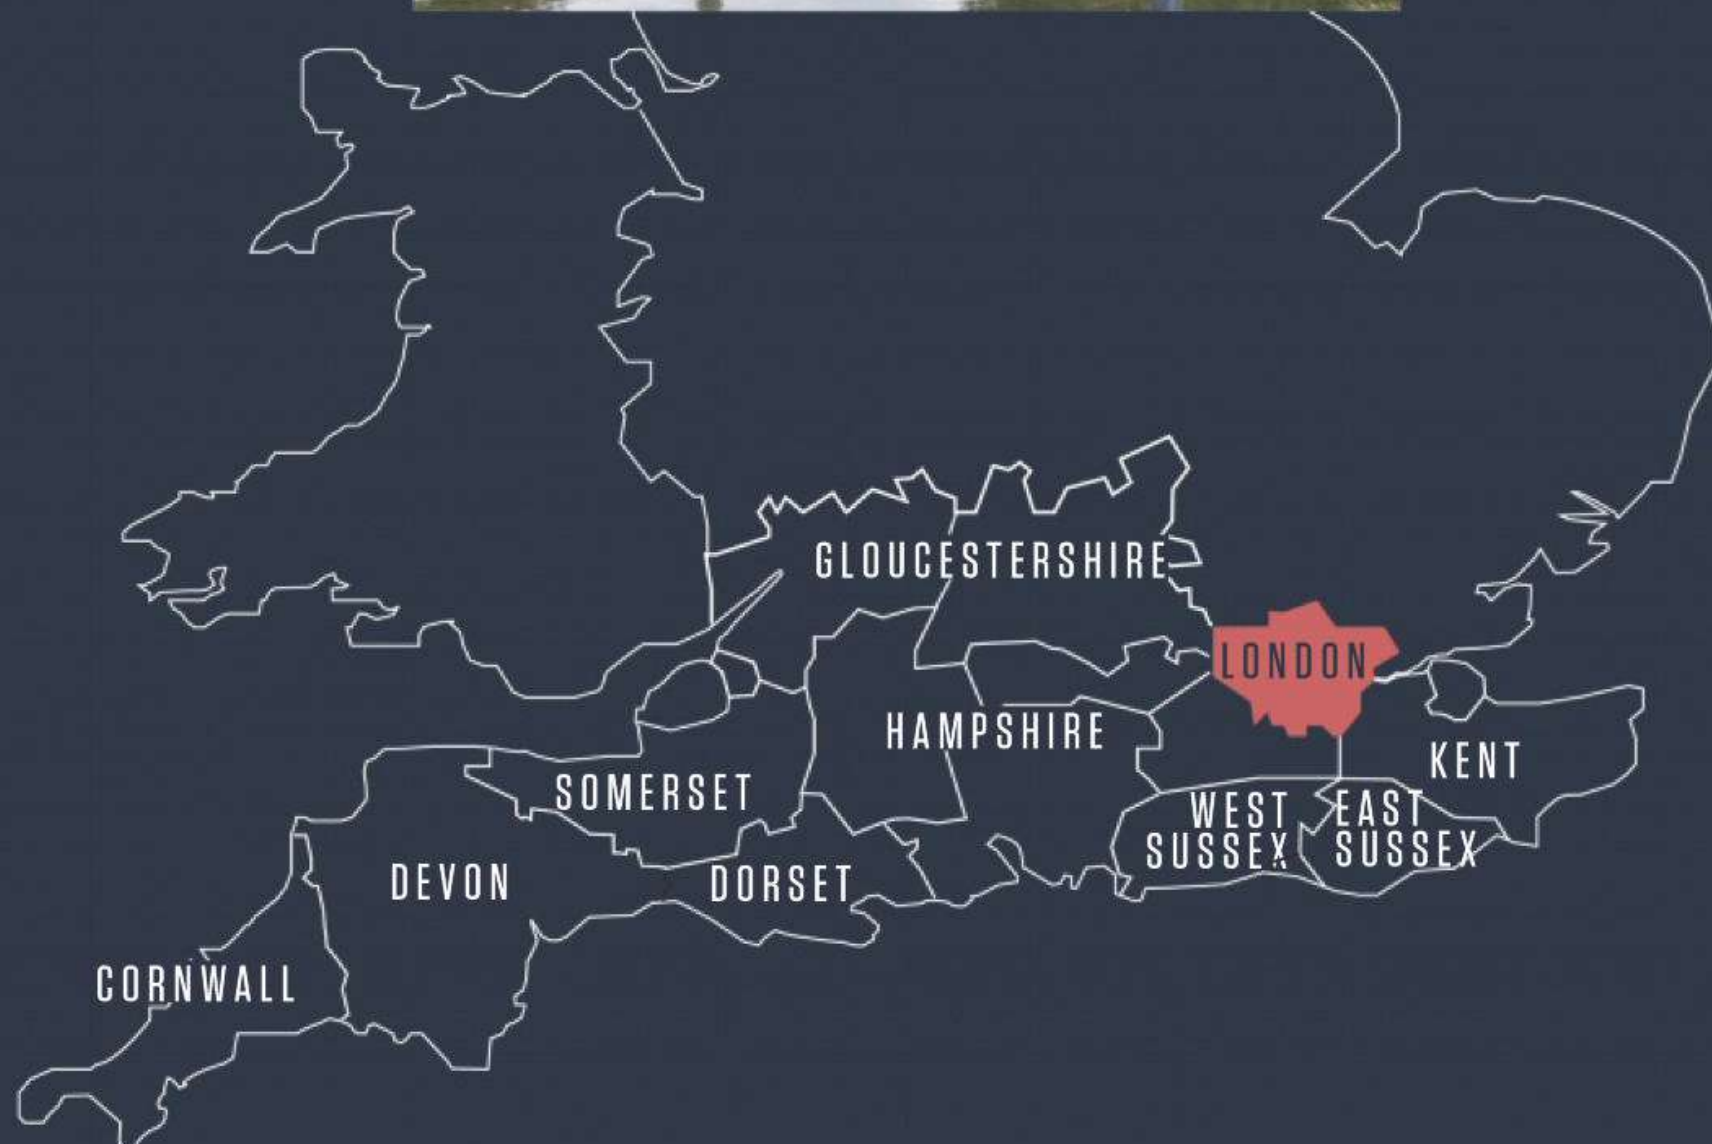 GLOUCESTERSHIRE
LONDON
HAMPSHIRE
KENT
SOMERSET
WEST
SUSSEX
EAST
SUSSEX
DEVON
DORSET
CORNWALL